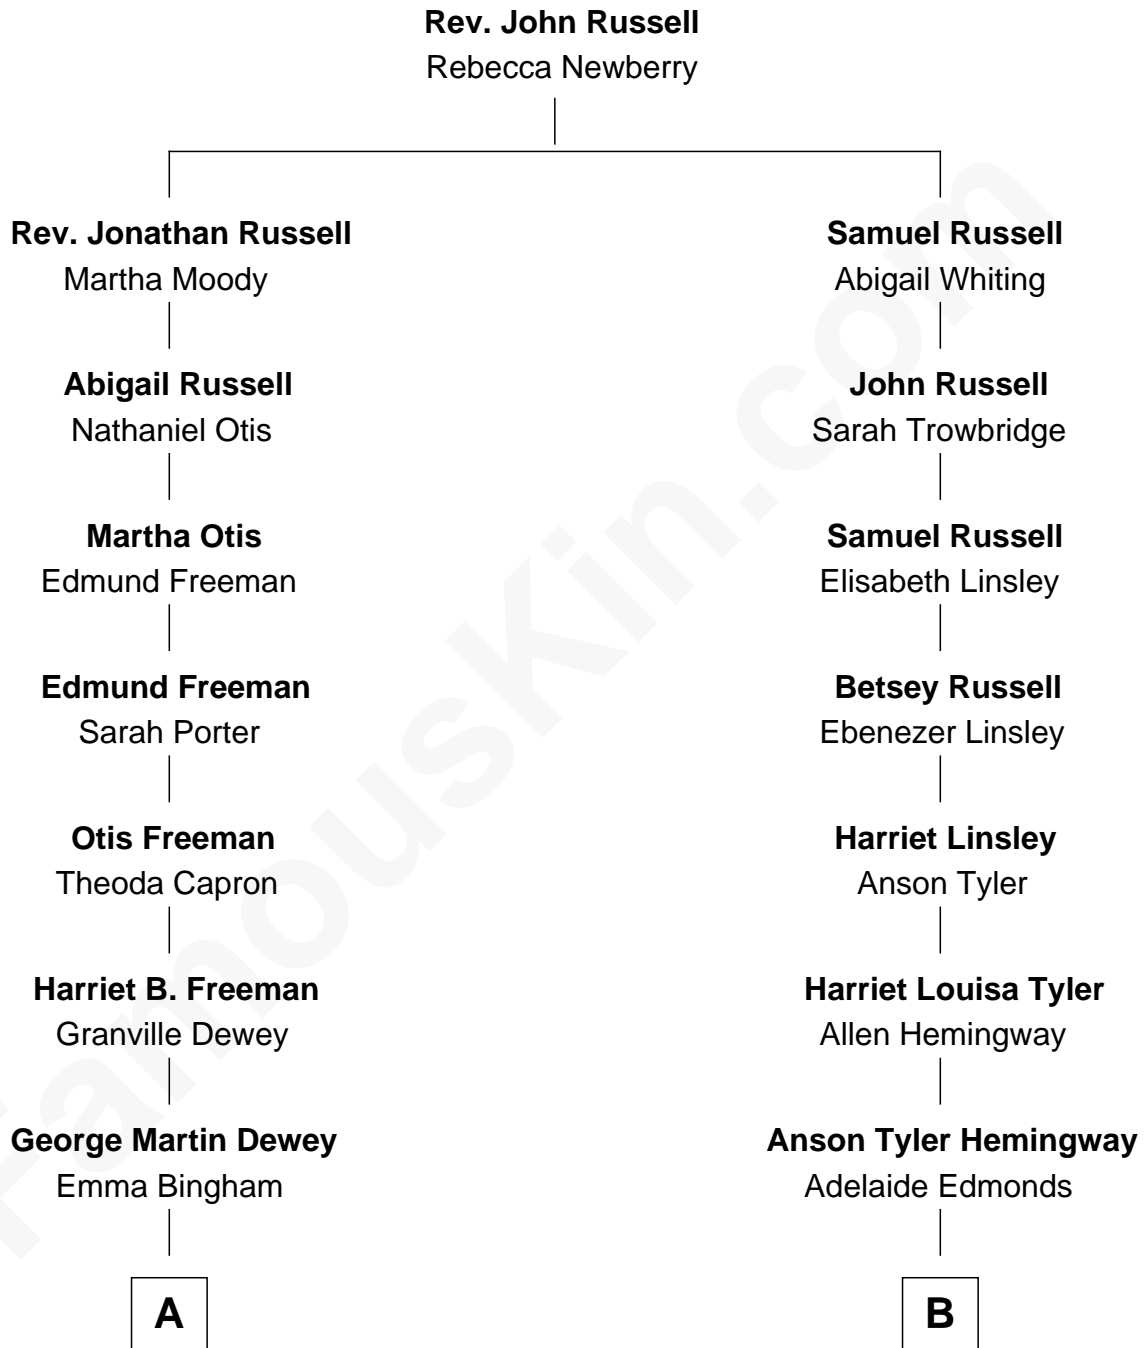 Rev. John Russell
Rebecca Newberry
Rev. Jonathan Russell
Martha Moody
Samuel Russell
Abigail Whiting
Abigail Russell
Nathaniel Otis
John Russell
Sarah Trowbridge
Martha Otis
Edmund Freeman
Samuel Russell
Elisabeth Linsley
Edmund Freeman
Sarah Porter
Betsey Russell
Ebenezer Linsley
Otis Freeman
Theoda Capron
Harriet Linsley
Anson Tyler
Harriet B. Freeman
Granville Dewey
Harriet Louisa Tyler
Allen Hemingway
George Martin Dewey
Emma Bingham
Anson Tyler Hemingway
Adelaide Edmonds
A
B
FamousKin.com